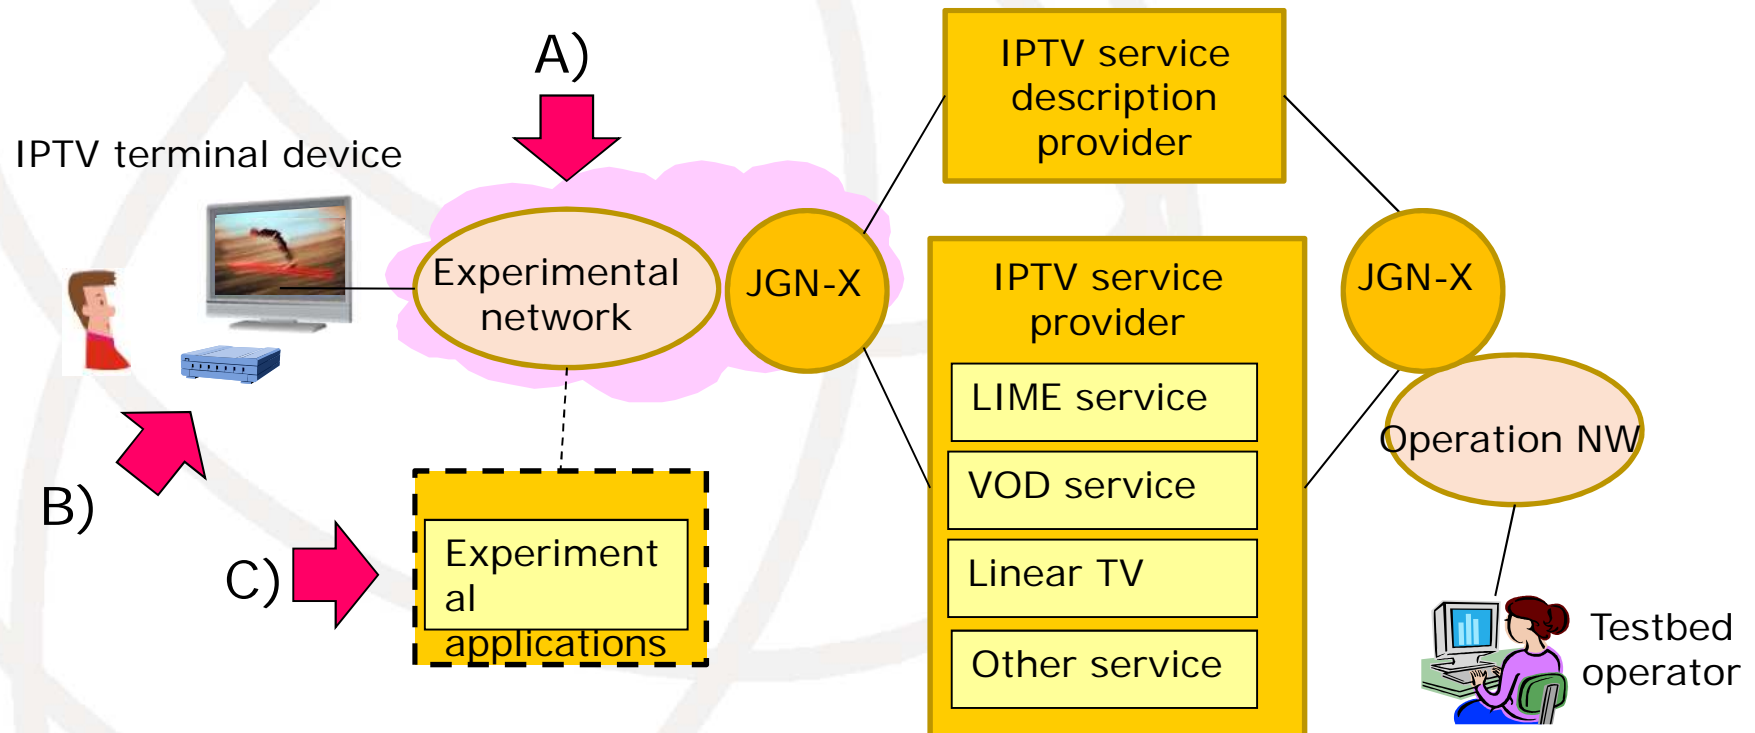 A)
IPTV service
description
provider
IPTV terminal device
Experimental
network
JGN-X
IPTV service
provider
JGN-X
LIME service
Operation NW
VOD service
B)
C)
Experiment
al
applications
Linear TV
Other service
Testbed
operator